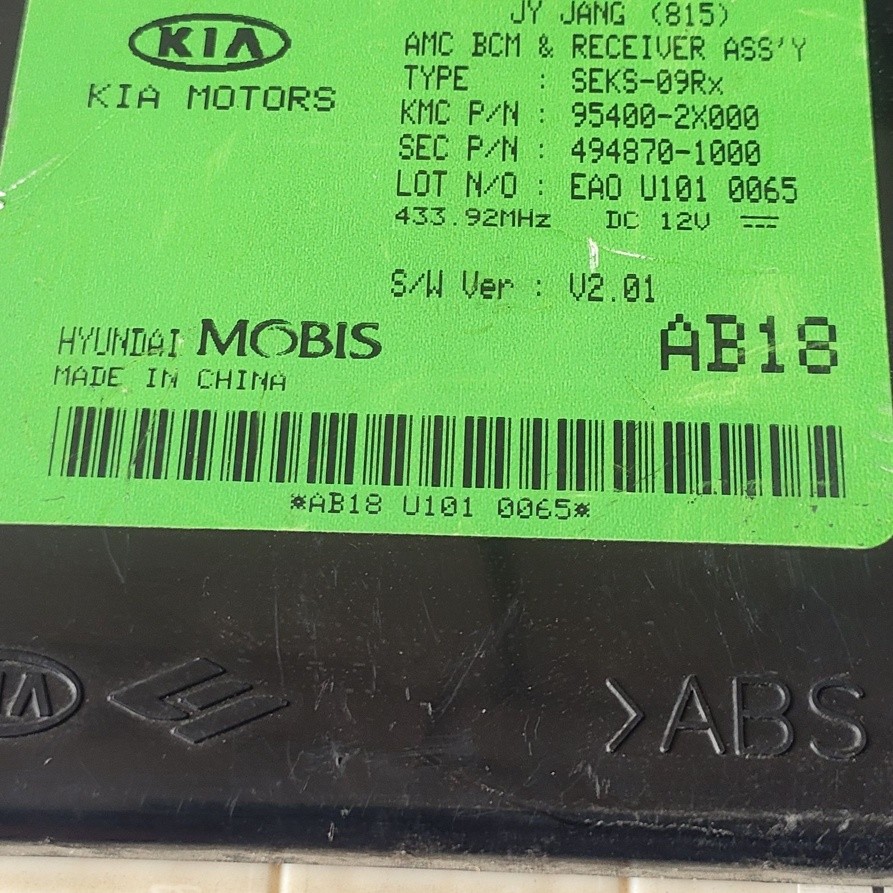 JY JANG (815)
KIA
KIA MOTORS
AMC BCM & RECEIVER ASS'Y
TYPE : SEKS-09Rx
KMC P/N : 95400-2X000
SEC P/N : 494870-1000
LOT N/O : EAO U101 0065
433.92MHz DC 12V
S/W Ver : V2.01
HYUNDAI MOBIS
AB18
MADE IN CHINA
*AB18 U101 0065*
KIA
>ABS